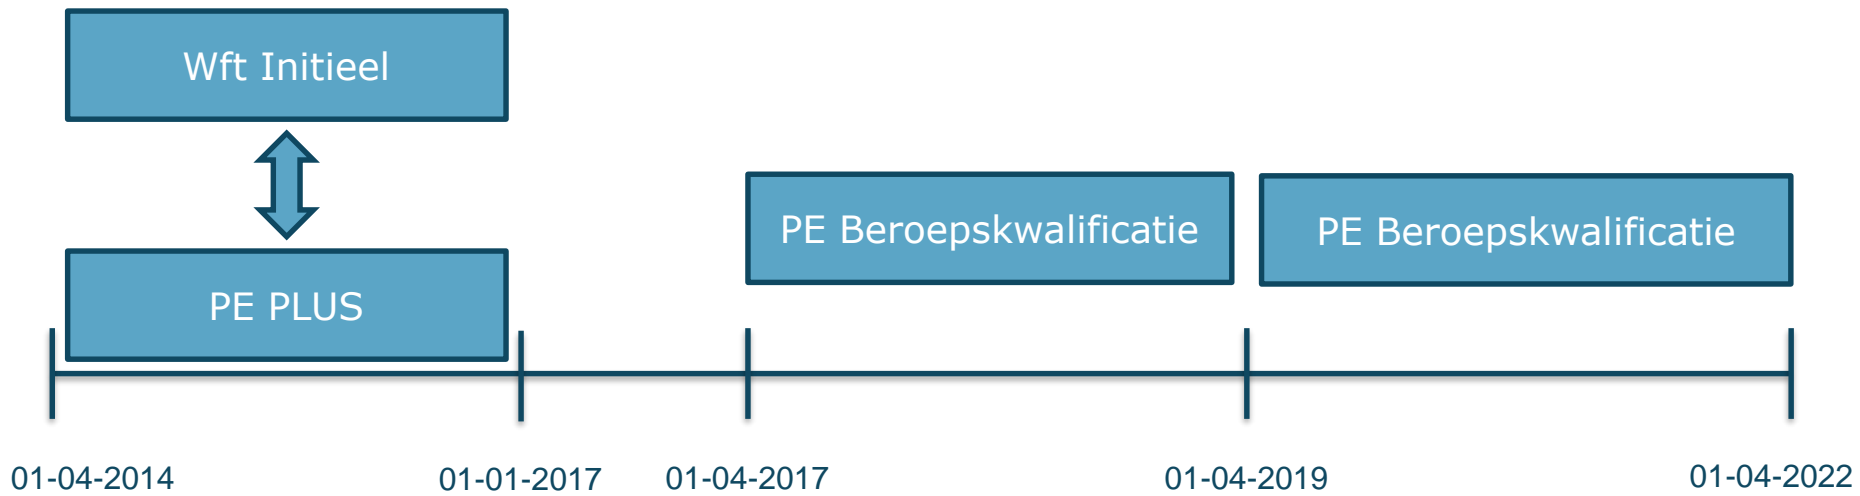 Wft Initieel
PE PLUS
PE Beroepskwalificatie
PE Beroepskwalificatie
01-04-2014
01-01-2017
01-04-2017
01-04-2019
01-04-2022